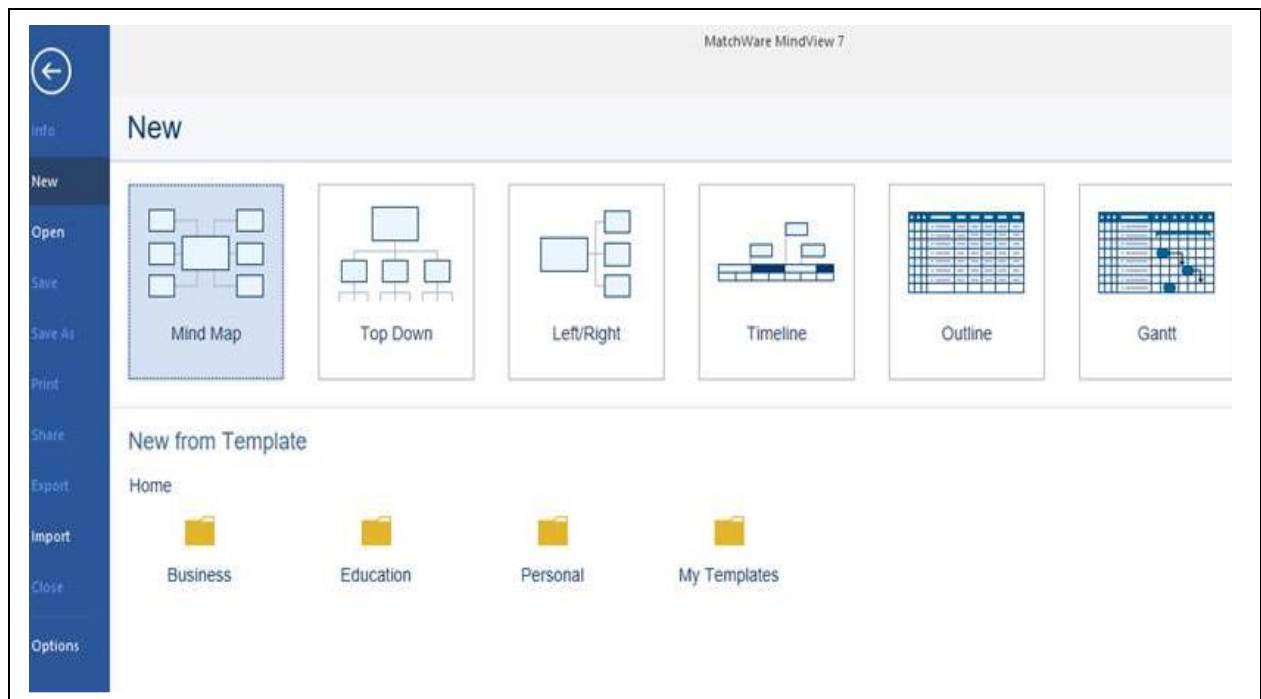 MatchWare MindView 7
Info
New
Open
Save
Save As
Print
Share
Export
Import
Close
Options
New
Mind Map
Top Down
Left/Right
Timeline
Outline
Gantt
New from Template
Home
Business
Education
Personal
My Templates